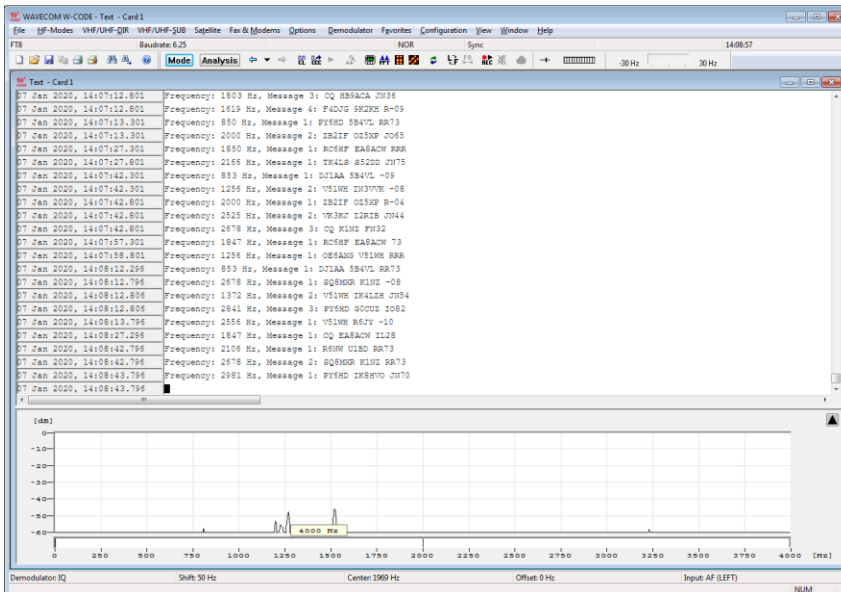 WAVECOM W-CODE - Text - Card 1
File HF-Modes VHF/UHF-DIR VHF/UHF-SUB Satellite Fax & Modems Options Demodulator Favorites Configuration View Window Help
FT8 Baudrate: 6.25 NOR Sync 14:08:57
Mode Analysis -30 Hz 30 Hz
Text - Card 1
07 Jan 2020, 14:07:12.801 Frequency: 1803 Hz, Message 3: CQ HB9ACA JN36
07 Jan 2020, 14:07:12.801 Frequency: 1619 Hz, Message 4: F4DJG 9K2KH R-09
07 Jan 2020, 14:07:13.301 Frequency: 850 Hz, Message 1: PY6HD 5B4VL RR73
07 Jan 2020, 14:07:13.301 Frequency: 2000 Hz, Message 2: ZB2IF OZ5XP JO65
07 Jan 2020, 14:07:27.301 Frequency: 1850 Hz, Message 1: RC6HF EA8ACW RRR
07 Jan 2020, 14:07:27.801 Frequency: 2166 Hz, Message 1: TK4LS S52DD JN75
07 Jan 2020, 14:07:42.301 Frequency: 853 Hz, Message 1: DJ1AA 5B4VL -09
07 Jan 2020, 14:07:42.301 Frequency: 1256 Hz, Message 2: V51WH IN3VVK -08
07 Jan 2020, 14:07:42.801 Frequency: 2000 Hz, Message 1: ZB2IF OZ5XP R-04
07 Jan 2020, 14:07:42.801 Frequency: 2525 Hz, Message 2: VK3KJ I2RIB JN44
07 Jan 2020, 14:07:42.801 Frequency: 2678 Hz, Message 3: CQ K1NZ FN32
07 Jan 2020, 14:07:57.301 Frequency: 1847 Hz, Message 1: RC6HF EA8ACW 73
07 Jan 2020, 14:07:58.801 Frequency: 1256 Hz, Message 1: OE6AXG V51WH RRR
07 Jan 2020, 14:08:12.296 Frequency: 853 Hz, Message 1: DJ1AA 5B4VL RR73
07 Jan 2020, 14:08:12.796 Frequency: 2678 Hz, Message 1: SQ8MXR K1NZ -08
07 Jan 2020, 14:08:12.806 Frequency: 1372 Hz, Message 2: V51WH IK4LZH JN54
07 Jan 2020, 14:08:12.806 Frequency: 2841 Hz, Message 3: PY6HD G0CUZ IO82
07 Jan 2020, 14:08:13.796 Frequency: 2556 Hz, Message 1: V51WH R6JY -10
07 Jan 2020, 14:08:27.296 Frequency: 1847 Hz, Message 1: CQ EA8ACW IL28
07 Jan 2020, 14:08:42.796 Frequency: 2106 Hz, Message 1: R6NW U1BD RR73
07 Jan 2020, 14:08:42.796 Frequency: 2678 Hz, Message 2: SQ8MXR K1NZ RR73
07 Jan 2020, 14:08:43.796 Frequency: 2981 Hz, Message 1: PY6HD IK8HVO JN70
07 Jan 2020, 14:08:43.796
[dB]
0
-10
-20
-30
-40
-50
-60
4000 Hz
0 250 500 750 1000 1250 1500 1750 2000 2250 2500 2750 3000 3250 3500 3750 4000 [Hz]
Demodulator: IQ Shift: 50 Hz Center: 1969 Hz Offset: 0 Hz Input: AF (LEFT)
NUM